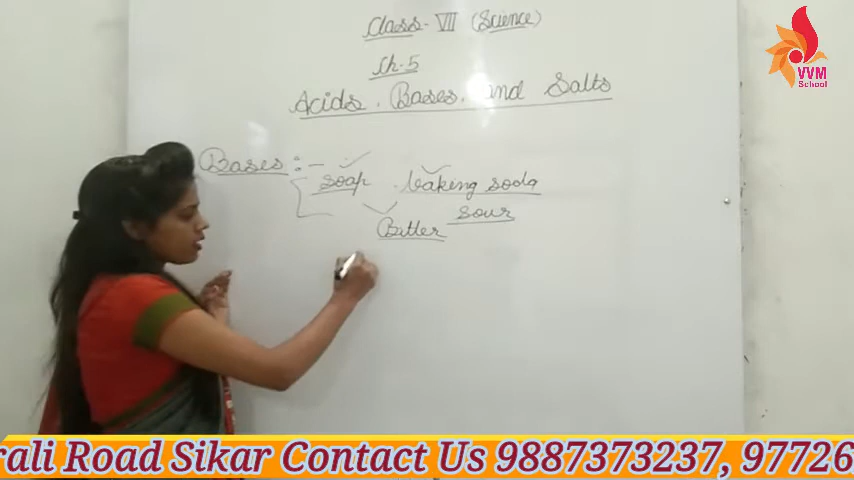 Class - VII (Science)
Ch-5
Acids, Bases, and Salts
Bases :-
soap, baking soda
sour
Bitter
VVM
School
rali Road Sikar Contact Us 9887373237, 97726